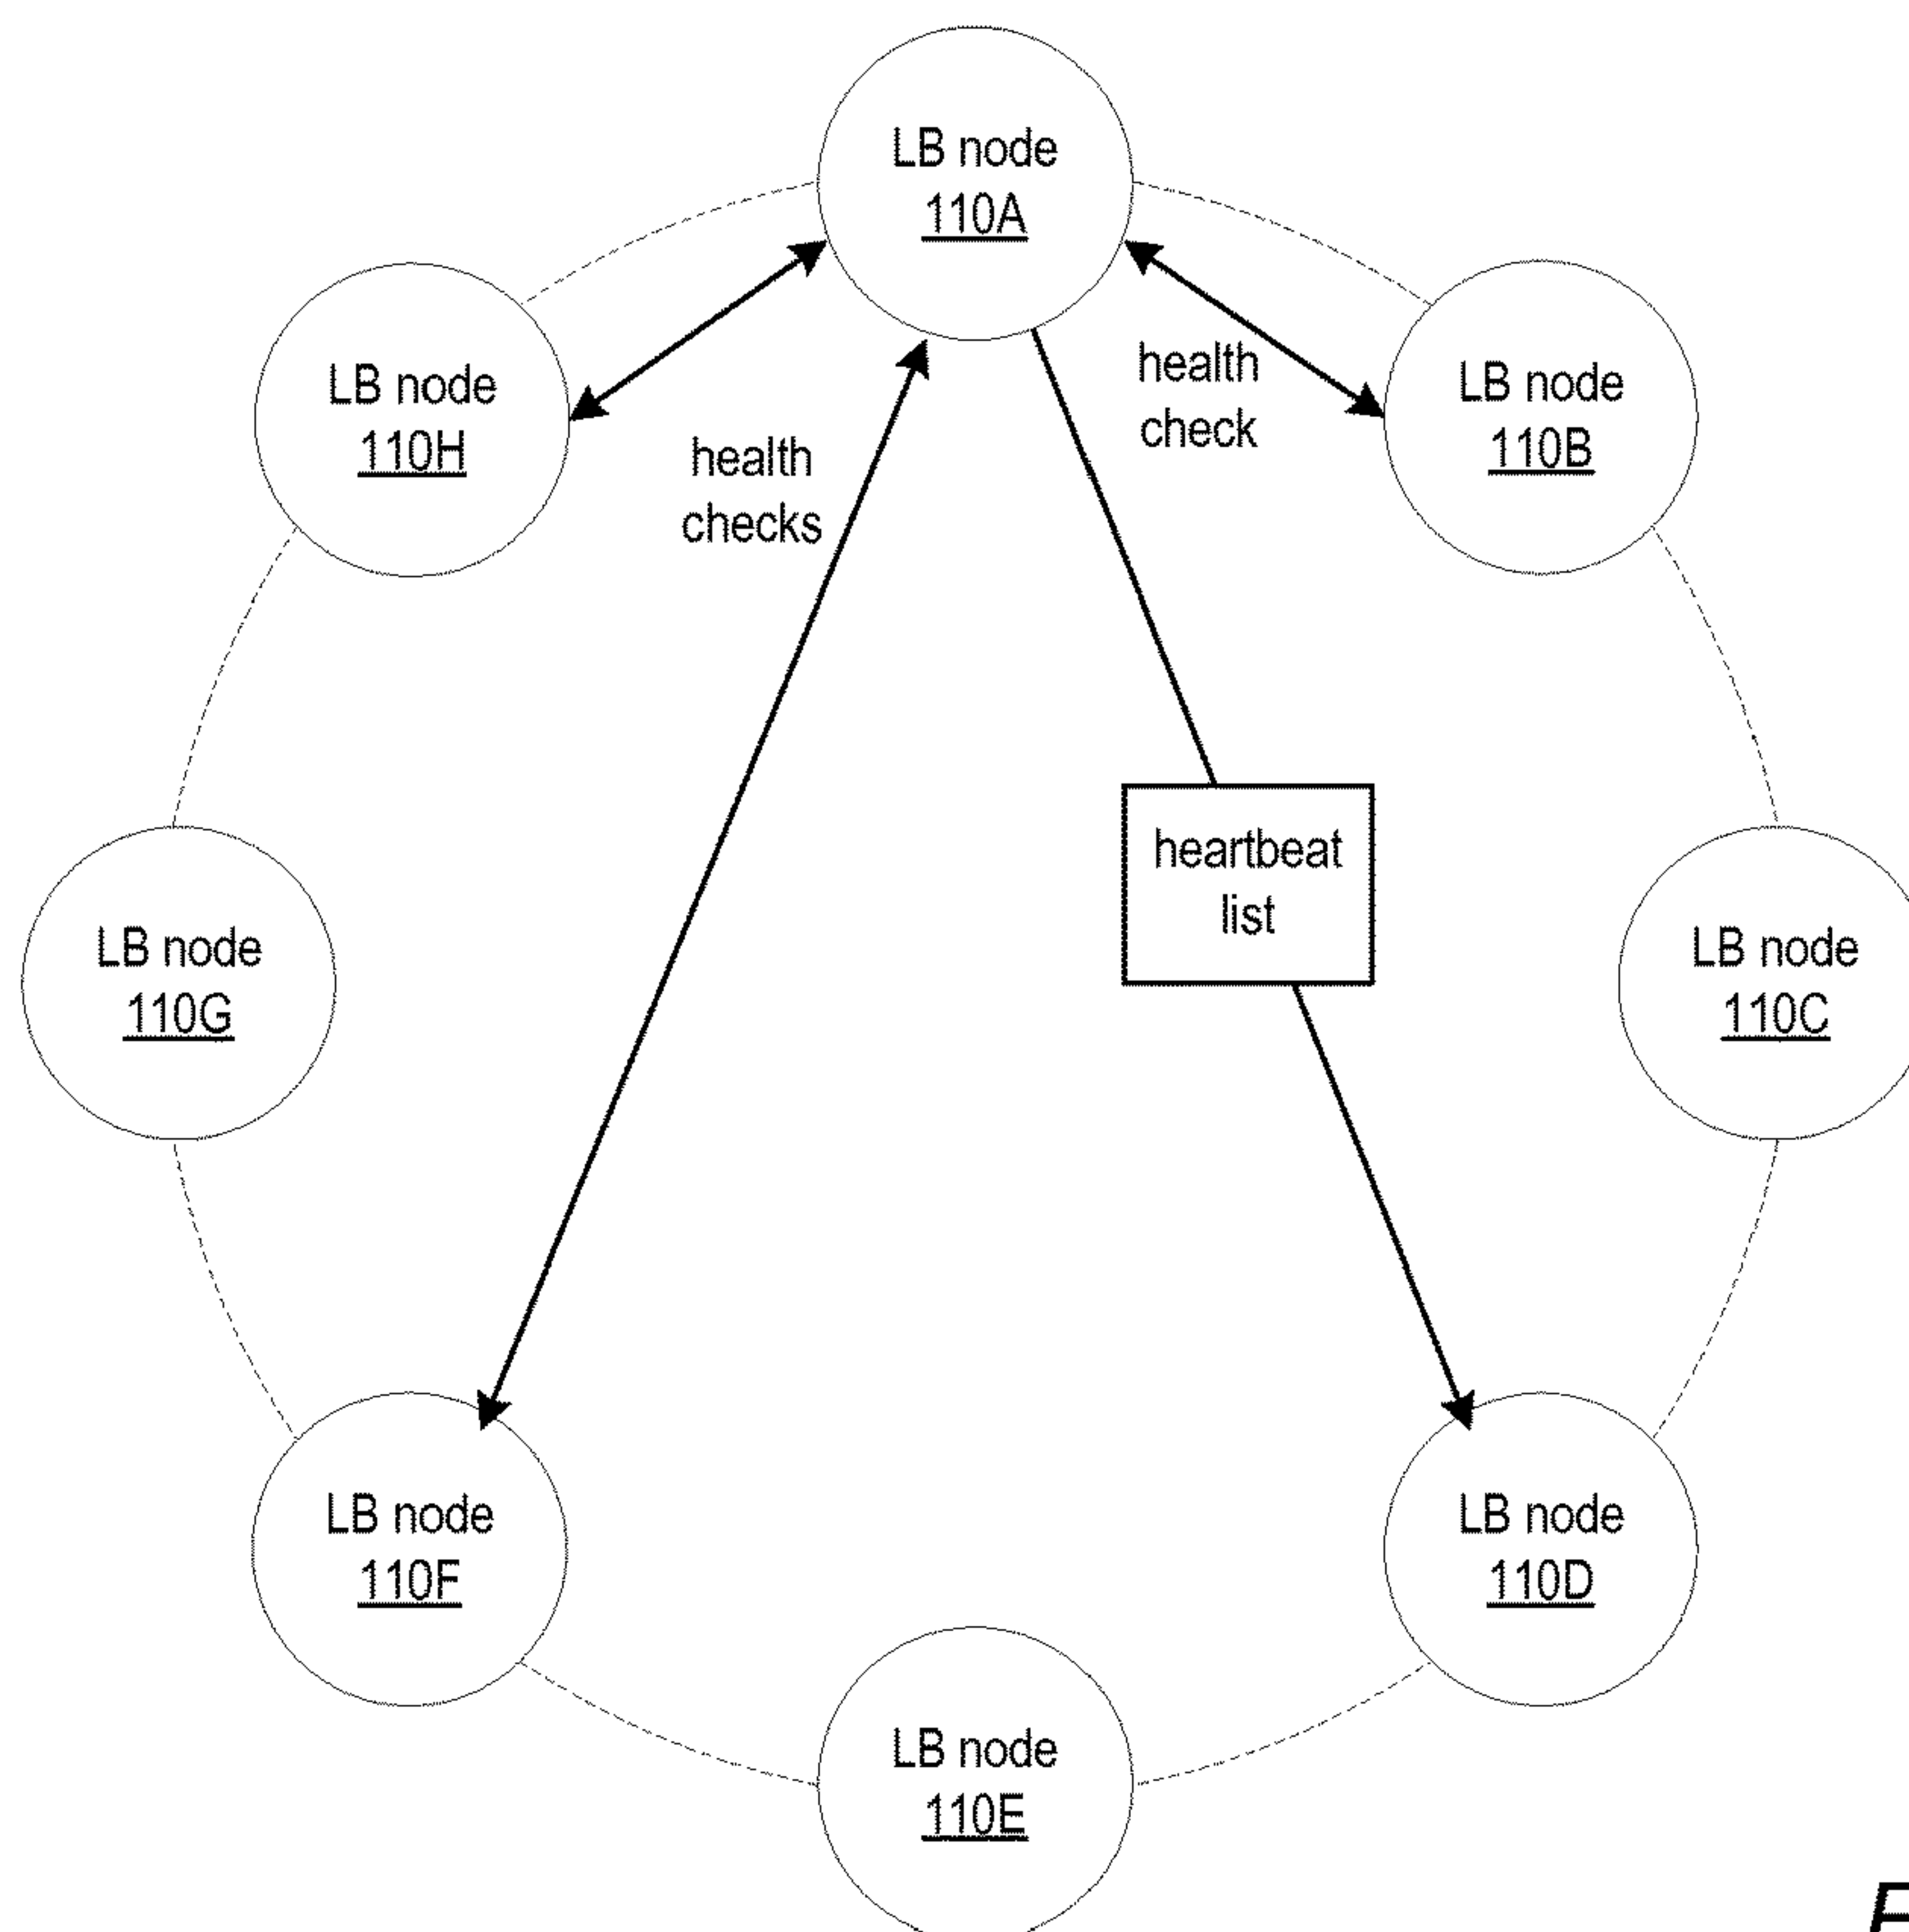 LB node
110A
LB node
110H
health
checks
health
check
LB node
110B
heartbeat
list
LB node
110G
LB node
110C
LB node
110F
LB node
110D
LB node
110E
F